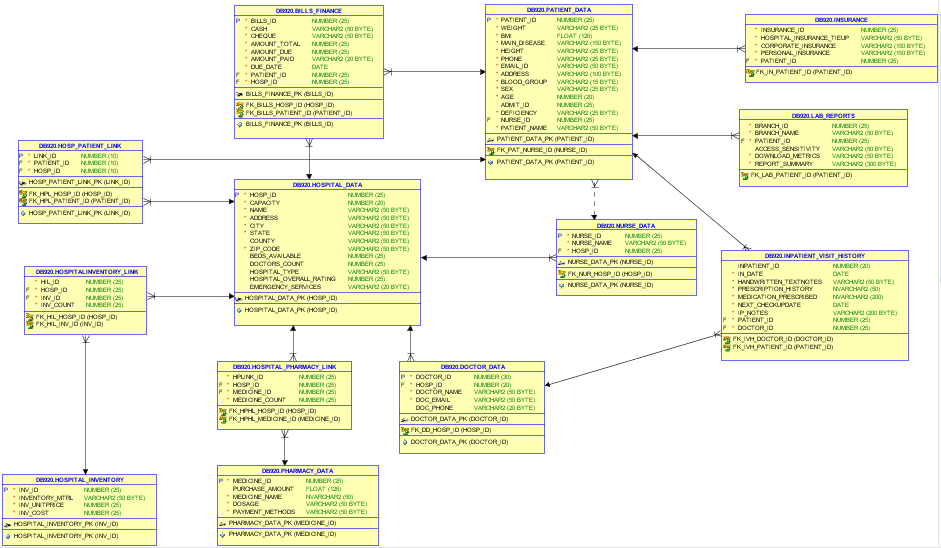 DB920.BILLS_FINANCE
P * BILLS_ID NUMBER (25)
* CASH VARCHAR2 (50 BYTE)
* CHEQUE VARCHAR2 (50 BYTE)
* AMOUNT_TOTAL NUMBER (25)
* AMOUNT_DUE NUMBER (25)
* AMOUNT_PAID VARCHAR2 (20 BYTE)
* DUE_DATE DATE
F * PATIENT_ID NUMBER (25)
F * HOSP_ID NUMBER (25)
BILLS_FINANCE_PK (BILLS_ID)
FK_BILLS_HOSP_ID (HOSP_ID)
FK_BILLS_PATIENT_ID (PATIENT_ID)
BILLS_FINANCE_PK (BILLS_ID)
DB920.PATIENT_DATA
P * PATIENT_ID NUMBER (25)
* WEIGHT VARCHAR2 (25 BYTE)
* BMI FLOAT (126)
* MAIN_DISEASE VARCHAR2 (150 BYTE)
* HEIGHT VARCHAR2 (25 BYTE)
* PHONE VARCHAR2 (25 BYTE)
* EMAIL_ID VARCHAR2 (50 BYTE)
* ADDRESS VARCHAR2 (100 BYTE)
* BLOOD_GROUP VARCHAR2 (15 BYTE)
* SEX VARCHAR2 (25 BYTE)
* AGE NUMBER (20)
ADMIT_ID NUMBER (25)
* DEFICIENCY VARCHAR2 (25 BYTE)
F NURSE_ID NUMBER (25)
* PATIENT_NAME VARCHAR2 (50 BYTE)
PATIENT_DATA_PK (PATIENT_ID)
FK_PAT_NURSE_ID (NURSE_ID)
PATIENT_DATA_PK (PATIENT_ID)
DB920.INSURANCE
* INSURANCE_ID NUMBER (25)
* HOSPITAL_INSURANCE_TIEUP VARCHAR2 (50 BYTE)
* CORPORATE_INSURANCE VARCHAR2 (150 BYTE)
* PERSONAL_INSURANCE VARCHAR2 (150 BYTE)
F * PATIENT_ID NUMBER (25)
FK_IN_PATIENT_ID (PATIENT_ID)
DB920.LAB_REPORTS
* BRANCH_ID NUMBER (25)
* BRANCH_NAME VARCHAR2 (50 BYTE)
F * PATIENT_ID NUMBER (25)
ACCESS_SENSITIVITY VARCHAR2 (50 BYTE)
* DOWNLOAD_METRICS VARCHAR2 (50 BYTE)
* REPORT_SUMMARY VARCHAR2 (300 BYTE)
FK_LAB_PATIENT_ID (PATIENT_ID)
DB920.HOSP_PATIENT_LINK
P * LINK_ID NUMBER (10)
F * PATIENT_ID NUMBER (10)
F * HOSP_ID NUMBER (10)
HOSP_PATIENT_LINK_PK (LINK_ID)
FK_HPL_HOSP_ID (HOSP_ID)
FK_HPL_PATIENT_ID (PATIENT_ID)
HOSP_PATIENT_LINK_PK (LINK_ID)
DB920.HOSPITAL_DATA
P * HOSP_ID NUMBER (25)
* CAPACITY NUMBER (20)
* NAME VARCHAR2 (50 BYTE)
* ADDRESS VARCHAR2 (50 BYTE)
* CITY VARCHAR2 (50 BYTE)
* STATE VARCHAR2 (50 BYTE)
COUNTY VARCHAR2 (50 BYTE)
* ZIP_CODE VARCHAR2 (50 BYTE)
BEDS_AVAILABLE NUMBER (25)
DOCTORS_COUNT NUMBER (25)
HOSPITAL_TYPE VARCHAR2 (50 BYTE)
HOSPITAL_OVERALL_RATING NUMBER (25)
EMERGENCY_SERVICES VARCHAR2 (20 BYTE)
HOSPITAL_DATA_PK (HOSP_ID)
HOSPITAL_DATA_PK (HOSP_ID)
DB920.NURSE_DATA
P * NURSE_ID NUMBER (25)
* NURSE_NAME VARCHAR2 (50 BYTE)
F * HOSP_ID NUMBER (25)
NURSE_DATA_PK (NURSE_ID)
FK_NUR_HOSP_ID (HOSP_ID)
NURSE_DATA_PK (NURSE_ID)
DB920.INPATIENT_VISIT_HISTORY
INPATIENT_ID NUMBER (20)
* IN_DATE DATE
* HANDWRITTEN_TEXTNOTES VARCHAR2 (50 BYTE)
* PRESCRIPTION_HISTORY NVARCHAR2 (50)
* MEDICATION_PRESCRIBED NVARCHAR2 (200)
* NEXT_CHECKUPDATE DATE
* IP_NOTES VARCHAR2 (200 BYTE)
F * PATIENT_ID NUMBER (25)
F * DOCTOR_ID NUMBER (25)
FK_IVH_DOCTOR_ID (DOCTOR_ID)
FK_IVH_PATIENT_ID (PATIENT_ID)
DB920.HOSPITALINVENTORY_LINK
* HIL_ID NUMBER (25)
F * HOSP_ID NUMBER (25)
F * INV_ID NUMBER (25)
* INV_COUNT NUMBER (25)
FK_HIL_HOSP_ID (HOSP_ID)
FK_HIL_INV_ID (INV_ID)
DB920.HOSPITAL_PHARMACY_LINK
* HPLINK_ID NUMBER (25)
F * HOSP_ID NUMBER (25)
F * MEDICINE_ID NUMBER (25)
* MEDICINE_COUNT NUMBER (25)
FK_HPHL_HOSP_ID (HOSP_ID)
FK_HPHL_MEDICINE_ID (MEDICINE_ID)
DB920.DOCTOR_DATA
P * DOCTOR_ID NUMBER (30)
F * HOSP_ID NUMBER (20)
* DOCTOR_NAME VARCHAR2 (50 BYTE)
* DOC_EMAIL VARCHAR2 (50 BYTE)
DOC_PHONE VARCHAR2 (20 BYTE)
DOCTOR_DATA_PK (DOCTOR_ID)
FK_DD_HOSP_ID (HOSP_ID)
DOCTOR_DATA_PK (DOCTOR_ID)
DB920.HOSPITAL_INVENTORY
P * INV_ID NUMBER (25)
* INVENTORY_MTRL VARCHAR2 (50 BYTE)
* INV_UNITPRICE NUMBER (25)
* INV_COST NUMBER (25)
HOSPITAL_INVENTORY_PK (INV_ID)
HOSPITAL_INVENTORY_PK (INV_ID)
DB920.PHARMACY_DATA
P * MEDICINE_ID NUMBER (25)
PURCHASE_AMOUNT FLOAT (126)
* MEDICINE_NAME NVARCHAR2 (50)
* DOSAGE VARCHAR2 (50 BYTE)
* PAYMENT_METHODS VARCHAR2 (50 BYTE)
PHARMACY_DATA_PK (MEDICINE_ID)
PHARMACY_DATA_PK (MEDICINE_ID)